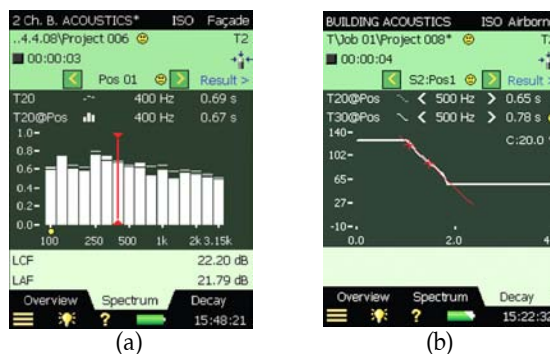 2 Ch. B. ACOUSTICS* ISO Façade
..4.4.08\Project 006 T2
00:00:03
< Pos 01 > Result >
T20 400 Hz 0.69 s
T20@Pos 400 Hz 0.67 s
1.0-
0.8-
0.6-
0.4-
0.2-
0.0-
100 250 500 1k 2k 3.15k
LCF 22.20 dB
LAF 21.79 dB
Overview Spectrum Decay
? 15:48:21
(a)
BUILDING ACOUSTICS ISO Airborn
T\Job 01\Project 008*
00:00:04
< S2:Pos1 > Result >
T20@Pos < 500 Hz > 0.65 s
T30@Pos < 500 Hz > 0.78 s
140-
C:20.0
102-
65-
27-
-10-
0.0 2.0 4
Overview Spectrum Decay
? 15:22:32
(b)